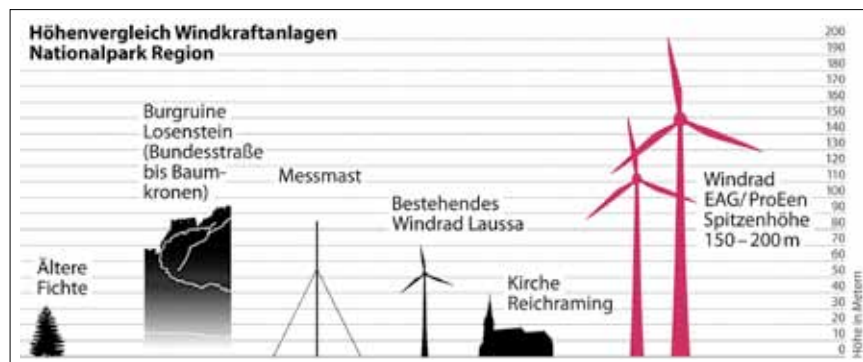 Höhenvergleich Windkraftanlagen
Nationalpark Region
Burgruine
Losenstein
(Bundesstraße
bis Baum-
kronen)
Messmast
Bestehendes
Windrad Laussa
Ältere
Fichte
Kirche
Reichraming
Windrad
EAG/ProEen
Spitzenhöhe
150–200 m
200
190
180
170
160
150
140
130
120
110
100
90
80
70
60
50
40
30
20
10
0
Höhe in Metern